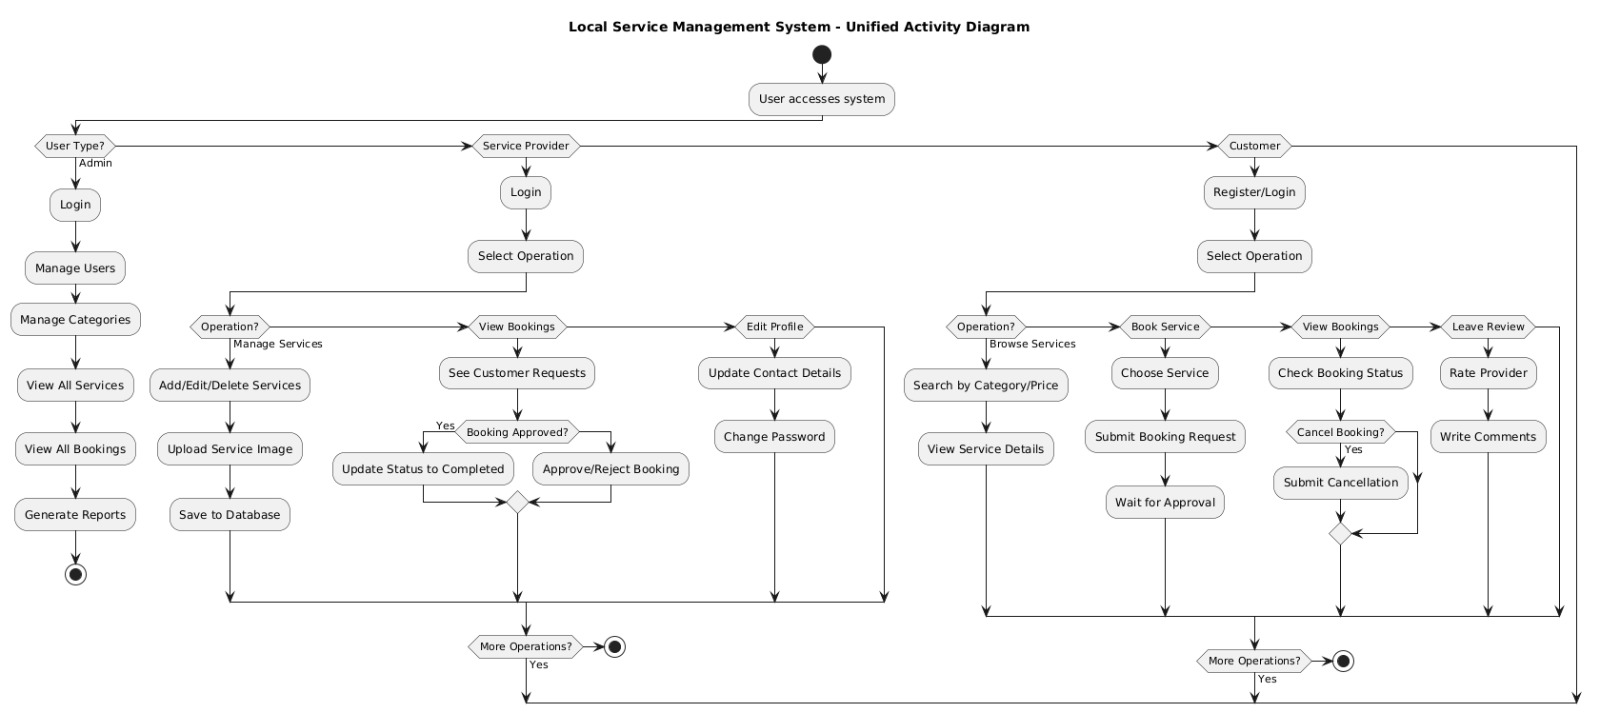 Local Service Management System - Unified Activity Diagram
User accesses system
User Type?
Admin
Login
Manage Users
Manage Categories
View All Services
View All Bookings
Generate Reports
Service Provider
Login
Select Operation
Operation?
Manage Services
Add/Edit/Delete Services
Upload Service Image
Save to Database
View Bookings
See Customer Requests
Booking Approved?
Yes
Update Status to Completed
Approve/Reject Booking
Edit Profile
Update Contact Details
Change Password
More Operations?
Yes
Customer
Register/Login
Select Operation
Operation?
Browse Services
Search by Category/Price
View Service Details
Book Service
Choose Service
Submit Booking Request
Wait for Approval
View Bookings
Check Booking Status
Cancel Booking?
Yes
Submit Cancellation
Leave Review
Rate Provider
Write Comments
More Operations?
Yes